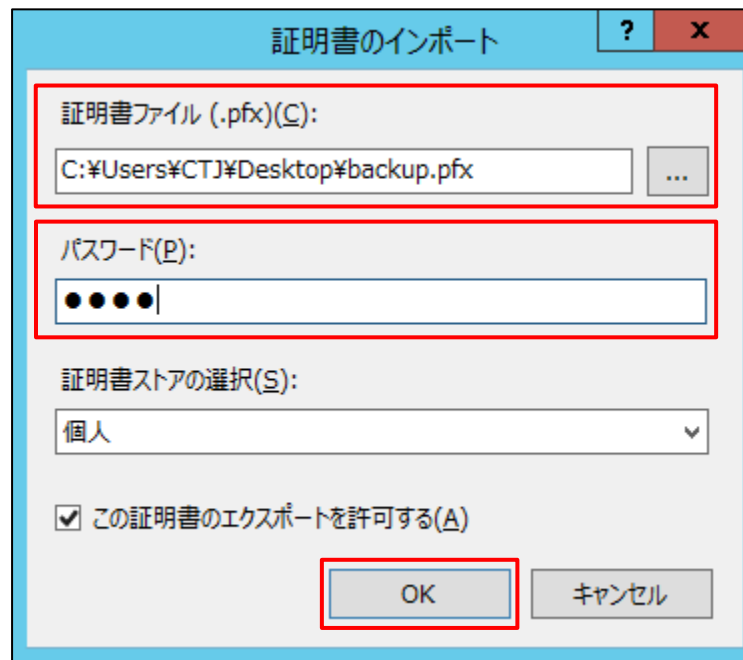 証明書のインポート
?
x
証明書ファイル (.pfx)(C):
C:¥Users¥CTJ¥Desktop¥backup.pfx
...
パスワード(P):
●●●●
証明書ストアの選択(S):
個人
この証明書のエクスポートを許可する(A)
OK
キャンセル